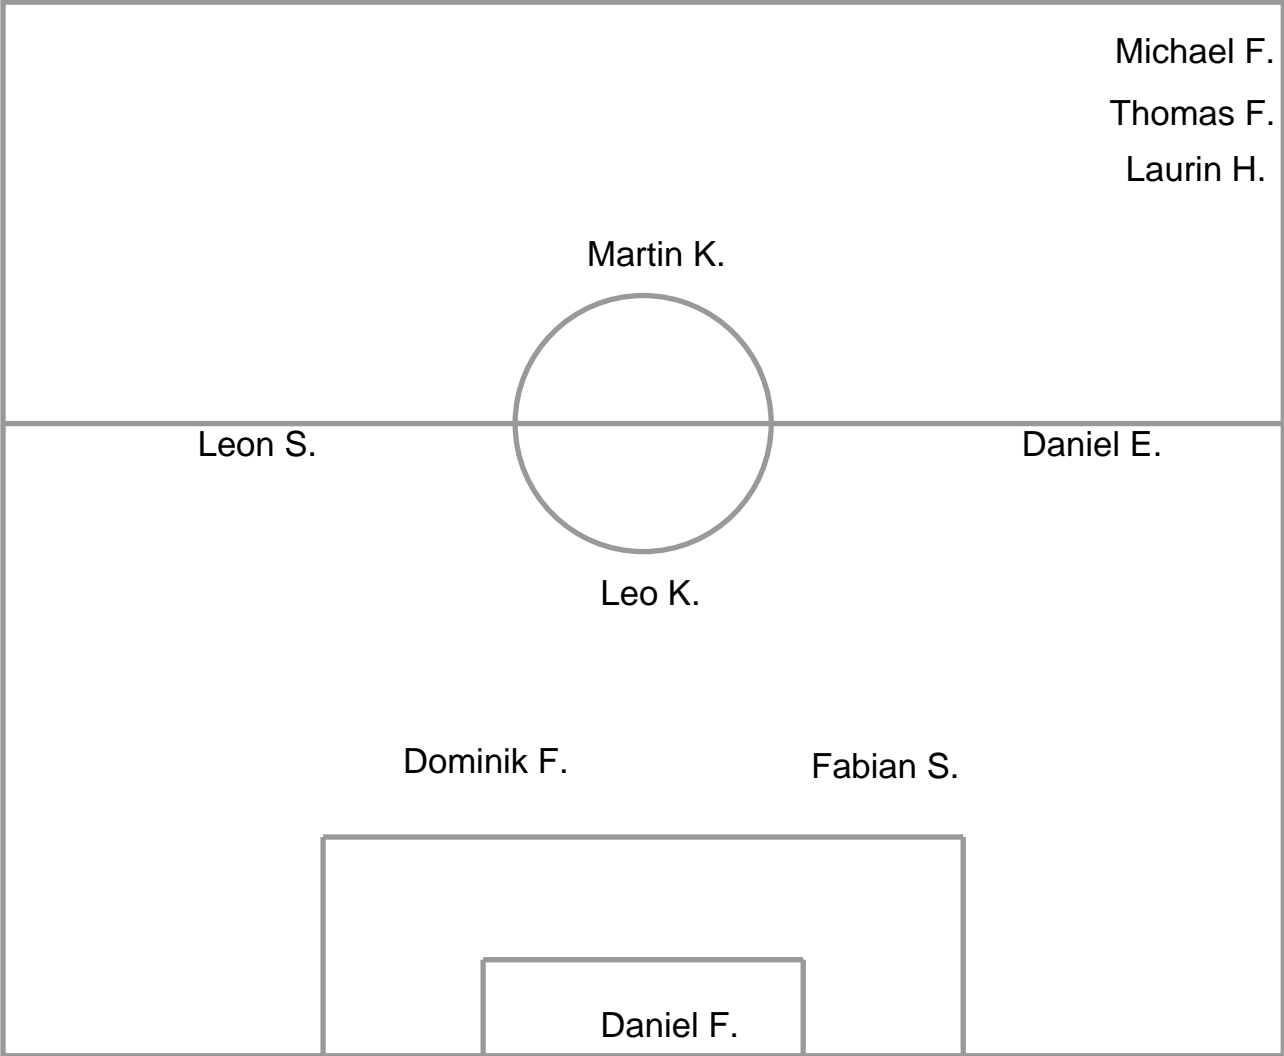 Michael F.
Thomas F.
Laurin H.
Martin K.
Leon S.
Daniel E.
Leo K.
Dominik F.
Fabian S.
Daniel F.